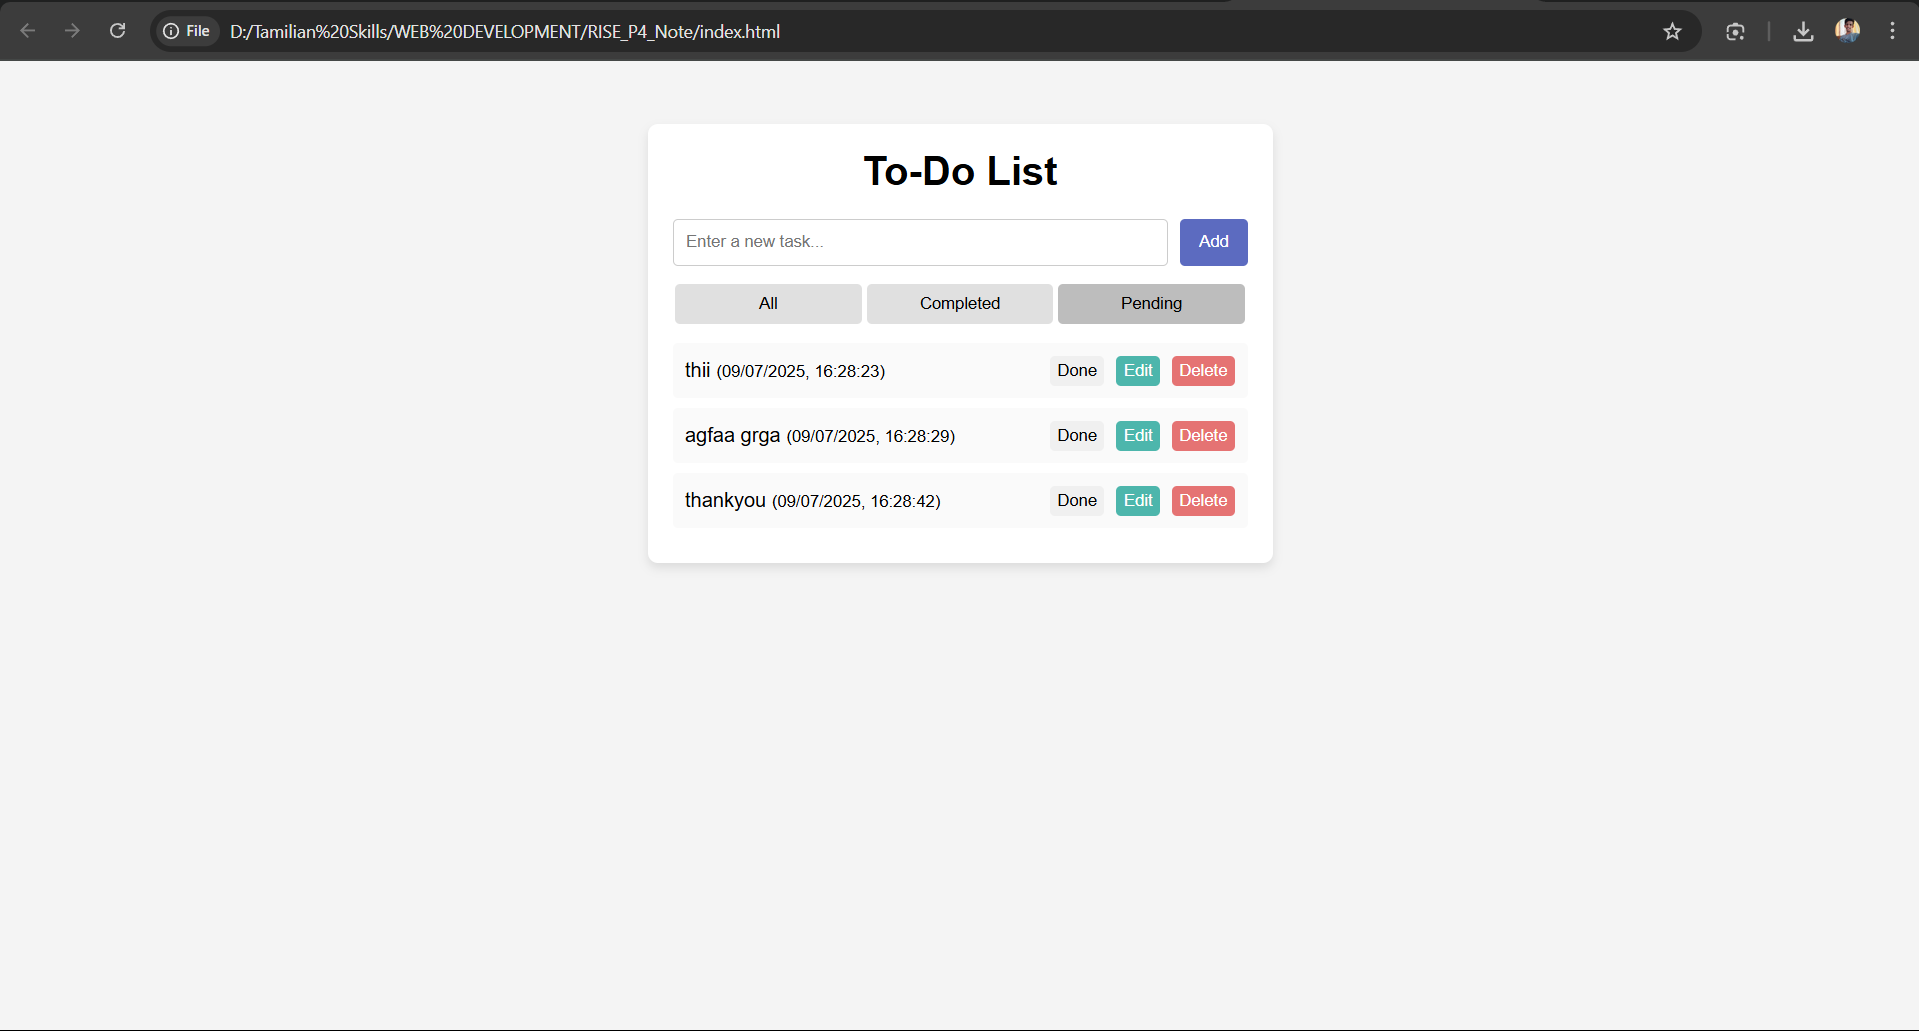 File D:/Tamilian%20Skills/WEB%20DEVELOPMENT/RISE_P4_Note/index.html
To-Do List
Enter a new task... Add
All Completed Pending
thii (09/07/2025, 16:28:23) Done Edit Delete
agfaa grga (09/07/2025, 16:28:29) Done Edit Delete
thankyou (09/07/2025, 16:28:42) Done Edit Delete